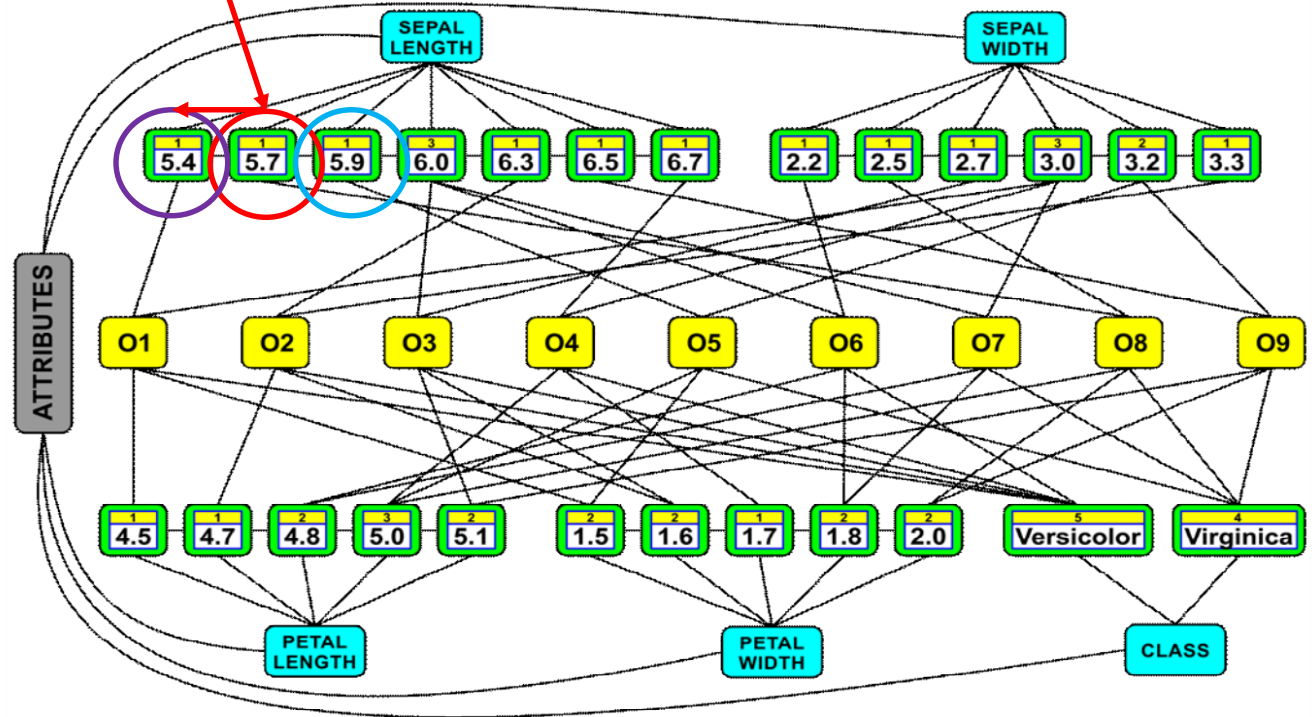 SEPAL
LENGTH
SEPAL
WIDTH
1 1 1 3 1 1 1 1 1 1 3 2 1
5.4 5.7 5.9 6.0 6.3 6.5 6.7 2.2 2.5 2.7 3.0 3.2 3.3
ATTRIBUTES
O1 O2 O3 O4 O5 O6 O7 O8 O9
1 1 2 3 2 2 2 1 2 2 5 4
4.5 4.7 4.8 5.0 5.1 1.5 1.6 1.7 1.8 2.0 Versicolor Virginica
PETAL
LENGTH
PETAL
WIDTH
CLASS